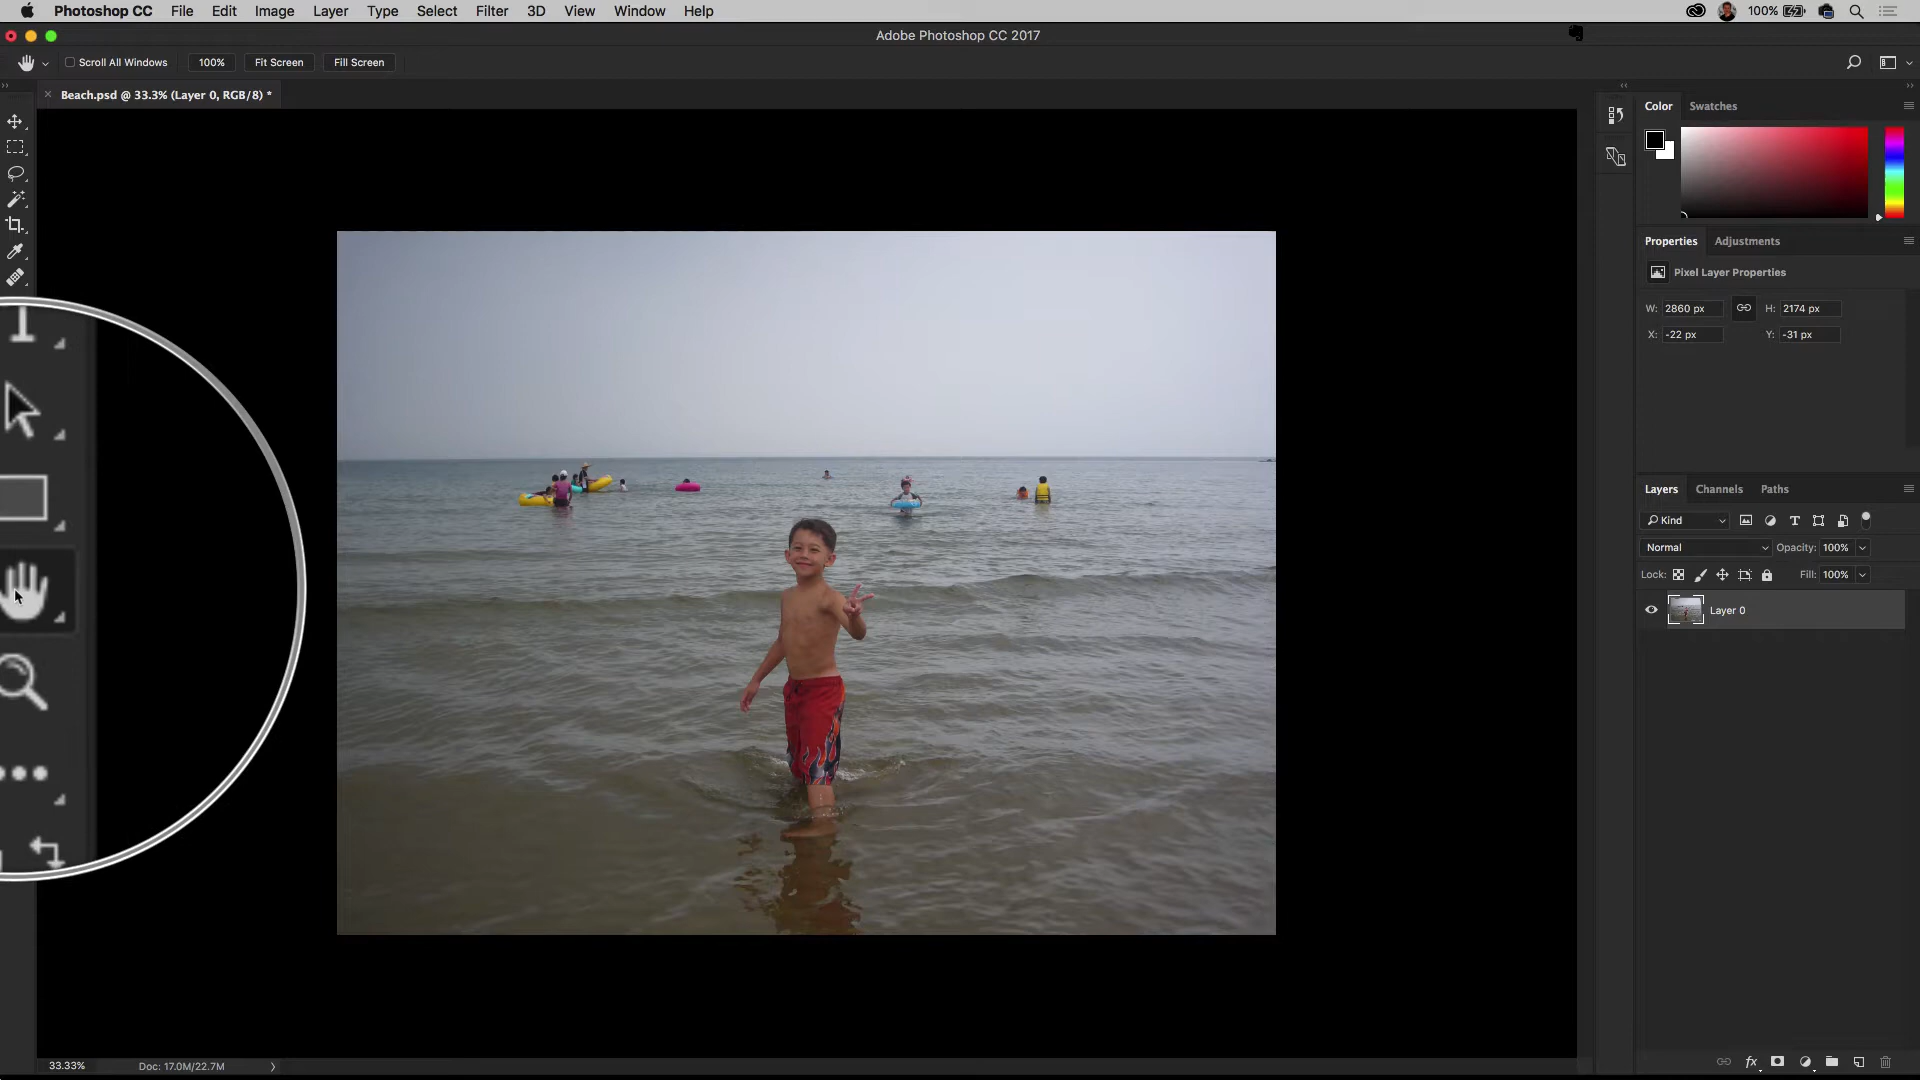 Photoshop CC File Edit Image Layer Type Select Filter 3D View Window Help 100%
Adobe Photoshop CC 2017
Scroll All Windows 100% Fit Screen Fill Screen
Beach.psd @ 33.3% (Layer 0, RGB/8) *
Color Swatches
Properties Adjustments
Pixel Layer Properties
W: 2860 px H: 2174 px
X: -22 px Y: -31 px
Layers Channels Paths
Kind
Normal Opacity: 100%
Lock: Fill: 100%
Layer 0
33.33% Doc: 17.0M/22.7M